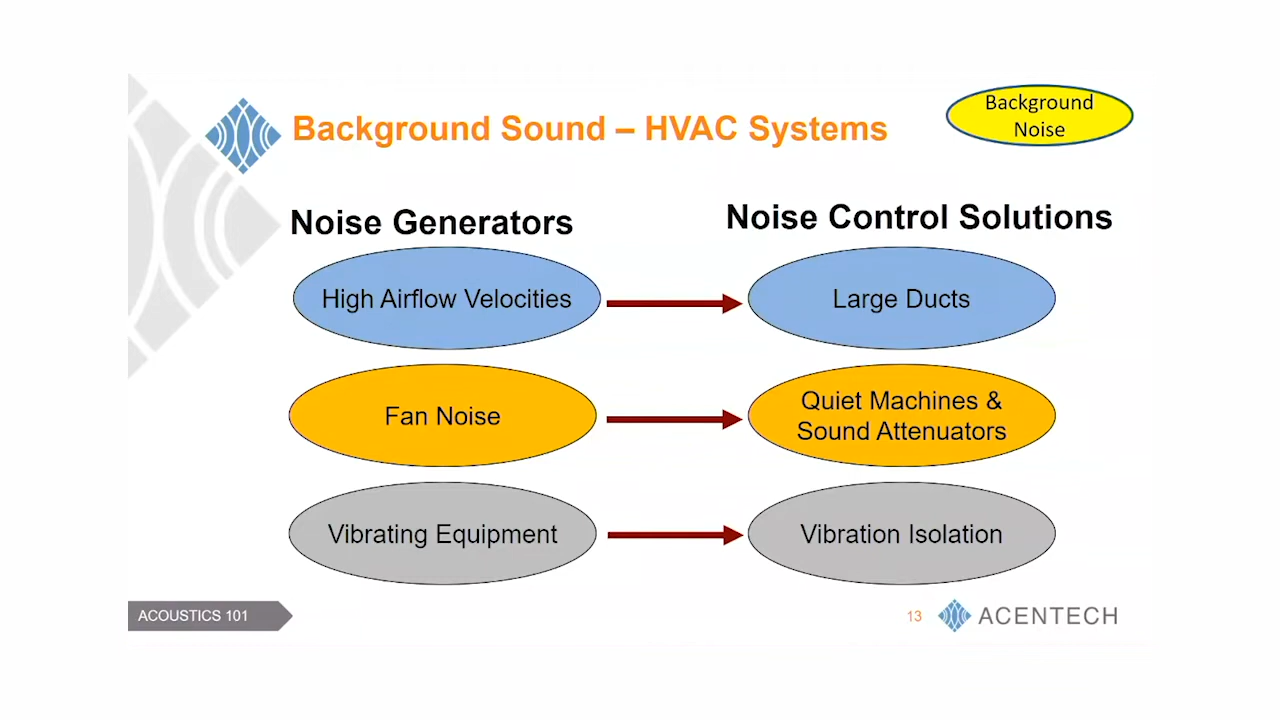 Background Sound – HVAC Systems
Background
Noise
Noise Generators
Noise Control Solutions
High Airflow Velocities
Large Ducts
Fan Noise
Quiet Machines &
Sound Attenuators
Vibrating Equipment
Vibration Isolation
ACOUSTICS 101
13
ACENTECH